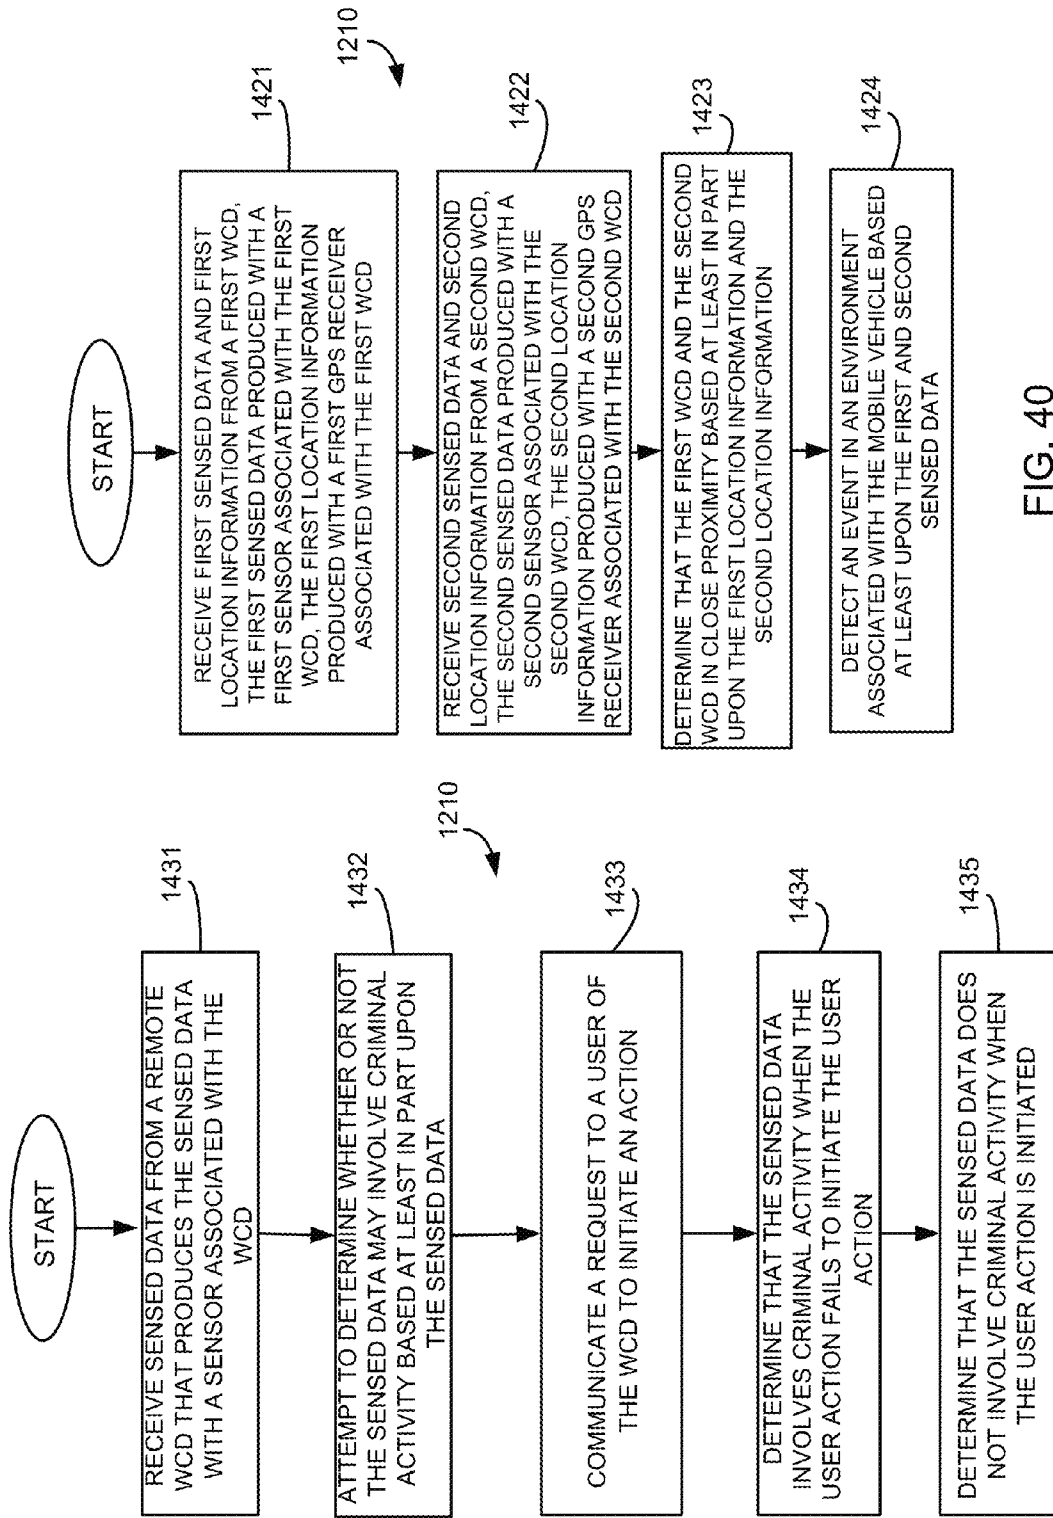 START
RECEIVE FIRST SENSED DATA AND FIRST
LOCATION INFORMATION FROM A FIRST WCD,
THE FIRST SENSED DATA PRODUCED WITH A
FIRST SENSOR ASSOCIATED WITH THE FIRST
WCD, THE FIRST LOCATION INFORMATION
PRODUCED WITH A FIRST GPS RECEIVER
ASSOCIATED WITH THE FIRST WCD
1421
1210
RECEIVE SECOND SENSED DATA AND SECOND
LOCATION INFORMATION FROM A SECOND WCD,
THE SECOND SENSED DATA PRODUCED WITH A
SECOND SENSOR ASSOCIATED WITH THE
SECOND WCD, THE SECOND LOCATION
INFORMATION PRODUCED WITH A SECOND GPS
RECEIVER ASSOCIATED WITH THE SECOND WCD
1422
DETERMINE THAT THE FIRST WCD AND THE SECOND
WCD IN CLOSE PROXIMITY BASED AT LEAST IN PART
UPON THE FIRST LOCATION INFORMATION AND THE
SECOND LOCATION INFORMATION
1423
DETECT AN EVENT IN AN ENVIRONMENT
ASSOCIATED WITH THE MOBILE VEHICLE BASED
AT LEAST UPON THE FIRST AND SECOND
SENSED DATA
1424
FIG. 40
START
RECEIVE SENSED DATA FROM A REMOTE
WCD THAT PRODUCES THE SENSED DATA
WITH A SENSOR ASSOCIATED WITH THE
WCD
1431
ATTEMPT TO DETERMINE WHETHER OR NOT
THE SENSED DATA MAY INVOLVE CRIMINAL
ACTIVITY BASED AT LEAST IN PART UPON
THE SENSED DATA
1432
1210
COMMUNICATE A REQUEST TO A USER OF
THE WCD TO INITIATE AN ACTION
1433
DETERMINE THAT THE SENSED DATA
INVOLVES CRIMINAL ACTIVITY WHEN THE
USER ACTION FAILS TO INITIATE THE USER
ACTION
1434
DETERMINE THAT THE SENSED DATA DOES
NOT INVOLVE CRIMINAL ACTIVITY WHEN
THE USER ACTION IS INITIATED
1435